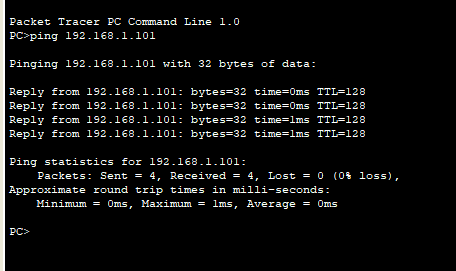 Packet Tracer PC Command Line 1.0
PC>ping 192.168.1.101
Pinging 192.168.1.101 with 32 bytes of data:
Reply from 192.168.1.101: bytes=32 time=0ms TTL=128
Reply from 192.168.1.101: bytes=32 time=0ms TTL=128
Reply from 192.168.1.101: bytes=32 time=1ms TTL=128
Reply from 192.168.1.101: bytes=32 time=1ms TTL=128
Ping statistics for 192.168.1.101:
Packets: Sent = 4, Received = 4, Lost = 0 (0% loss),
Approximate round trip times in milli-seconds:
Minimum = 0ms, Maximum = 1ms, Average = 0ms
PC>